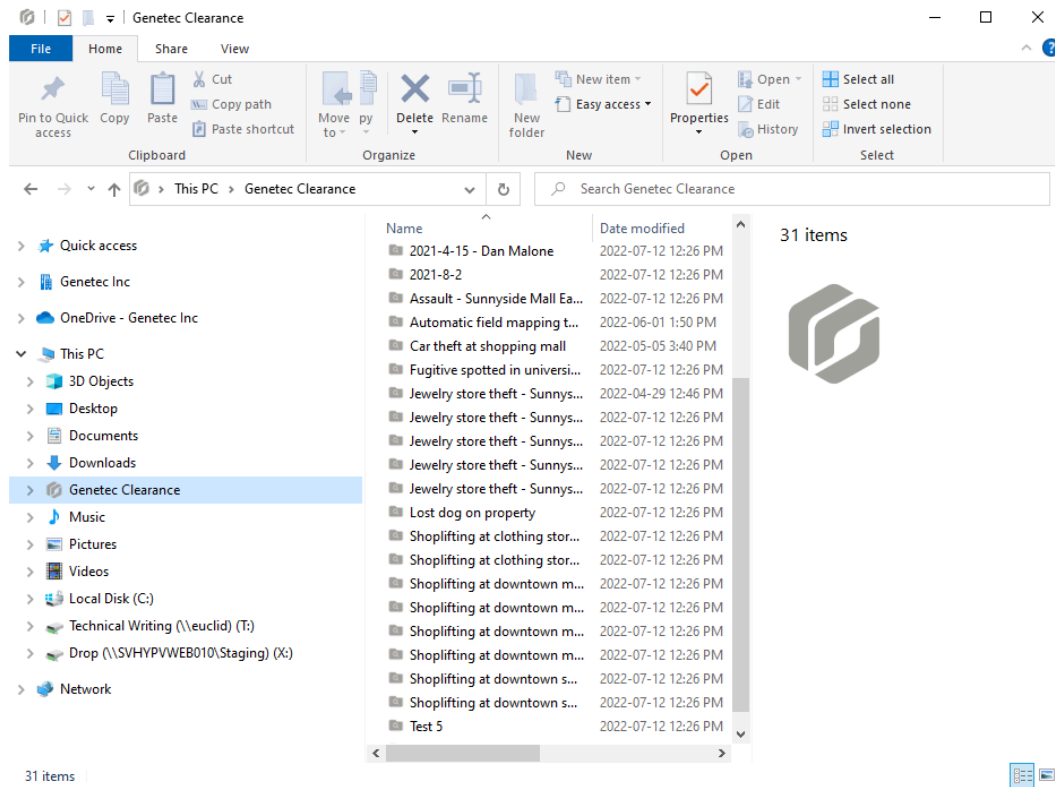 Genetec Clearance
File Home Share View
Pin to Quick access
Copy
Paste
Cut
Copy path
Paste shortcut
Clipboard
Move to
py
Delete
Rename
Organize
New folder
New item
Easy access
New
Properties
Open
Edit
History
Open
Select all
Select none
Invert selection
Select
This PC > Genetec Clearance
Search Genetec Clearance
Quick access
Genetec Inc
OneDrive - Genetec Inc
This PC
3D Objects
Desktop
Documents
Downloads
Genetec Clearance
Music
Pictures
Videos
Local Disk (C:)
Technical Writing (\\euclid) (T:)
Drop (\\SVHYPVWEB010\Staging) (X:)
Network
Name Date modified
2021-4-15 - Dan Malone 2022-07-12 12:26 PM
2021-8-2 2022-07-12 12:26 PM
Assault - Sunnyside Mall Ea... 2022-07-12 12:26 PM
Automatic field mapping t... 2022-06-01 1:50 PM
Car theft at shopping mall 2022-05-05 3:40 PM
Fugitive spotted in universi... 2022-07-12 12:26 PM
Jewelry store theft - Sunnys... 2022-04-29 12:46 PM
Jewelry store theft - Sunnys... 2022-07-12 12:26 PM
Jewelry store theft - Sunnys... 2022-07-12 12:26 PM
Jewelry store theft - Sunnys... 2022-07-12 12:26 PM
Jewelry store theft - Sunnys... 2022-07-12 12:26 PM
Lost dog on property 2022-07-12 12:26 PM
Shoplifting at clothing stor... 2022-07-12 12:26 PM
Shoplifting at clothing stor... 2022-07-12 12:26 PM
Shoplifting at downtown m... 2022-07-12 12:26 PM
Shoplifting at downtown m... 2022-07-12 12:26 PM
Shoplifting at downtown m... 2022-07-12 12:26 PM
Shoplifting at downtown m... 2022-07-12 12:26 PM
Shoplifting at downtown s... 2022-07-12 12:26 PM
Shoplifting at downtown s... 2022-07-12 12:26 PM
Test 5 2022-07-12 12:26 PM
31 items
31 items